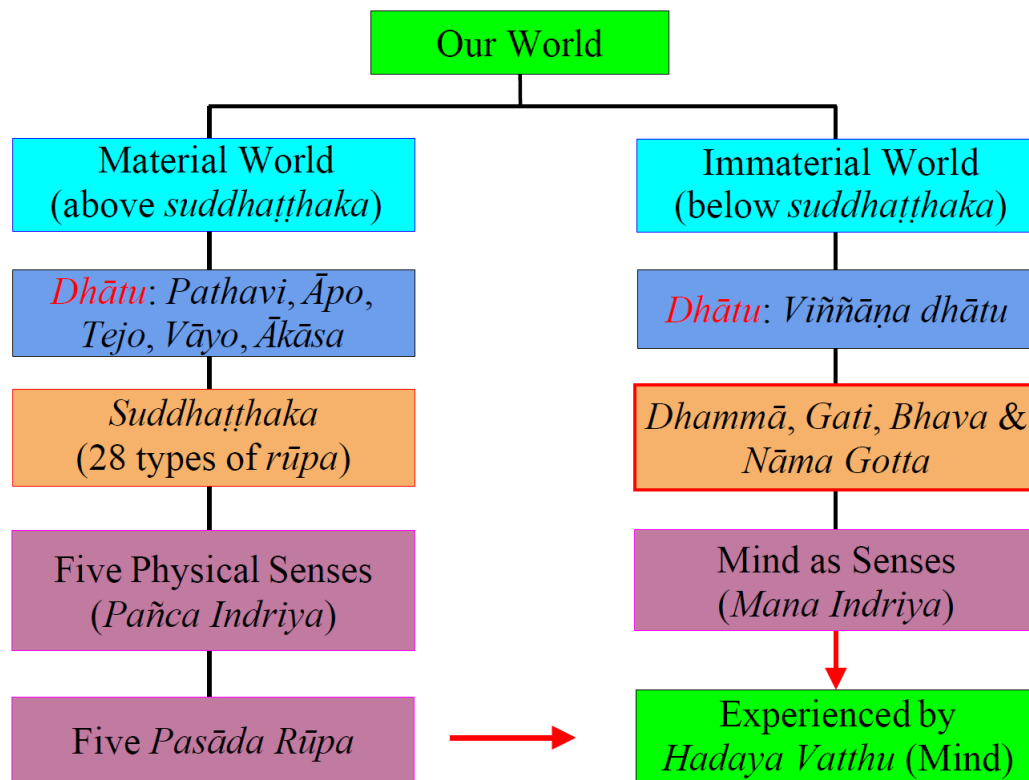 Our World
Material World
(above suddhaṭṭhaka)
Dhātu: Pathavi, Āpo,
Tejo, Vāyo, Ākāsa
Suddhaṭṭhaka
(28 types of rūpa)
Five Physical Senses
(Pañca Indriya)
Five Pasāda Rūpa
Immaterial World
(below suddhaṭṭhaka)
Dhātu: Viññāṇa dhātu
Dhammā, Gati, Bhava &
Nāma Gotta
Mind as Senses
(Mana Indriya)
Experienced by
Hadaya Vatthu (Mind)